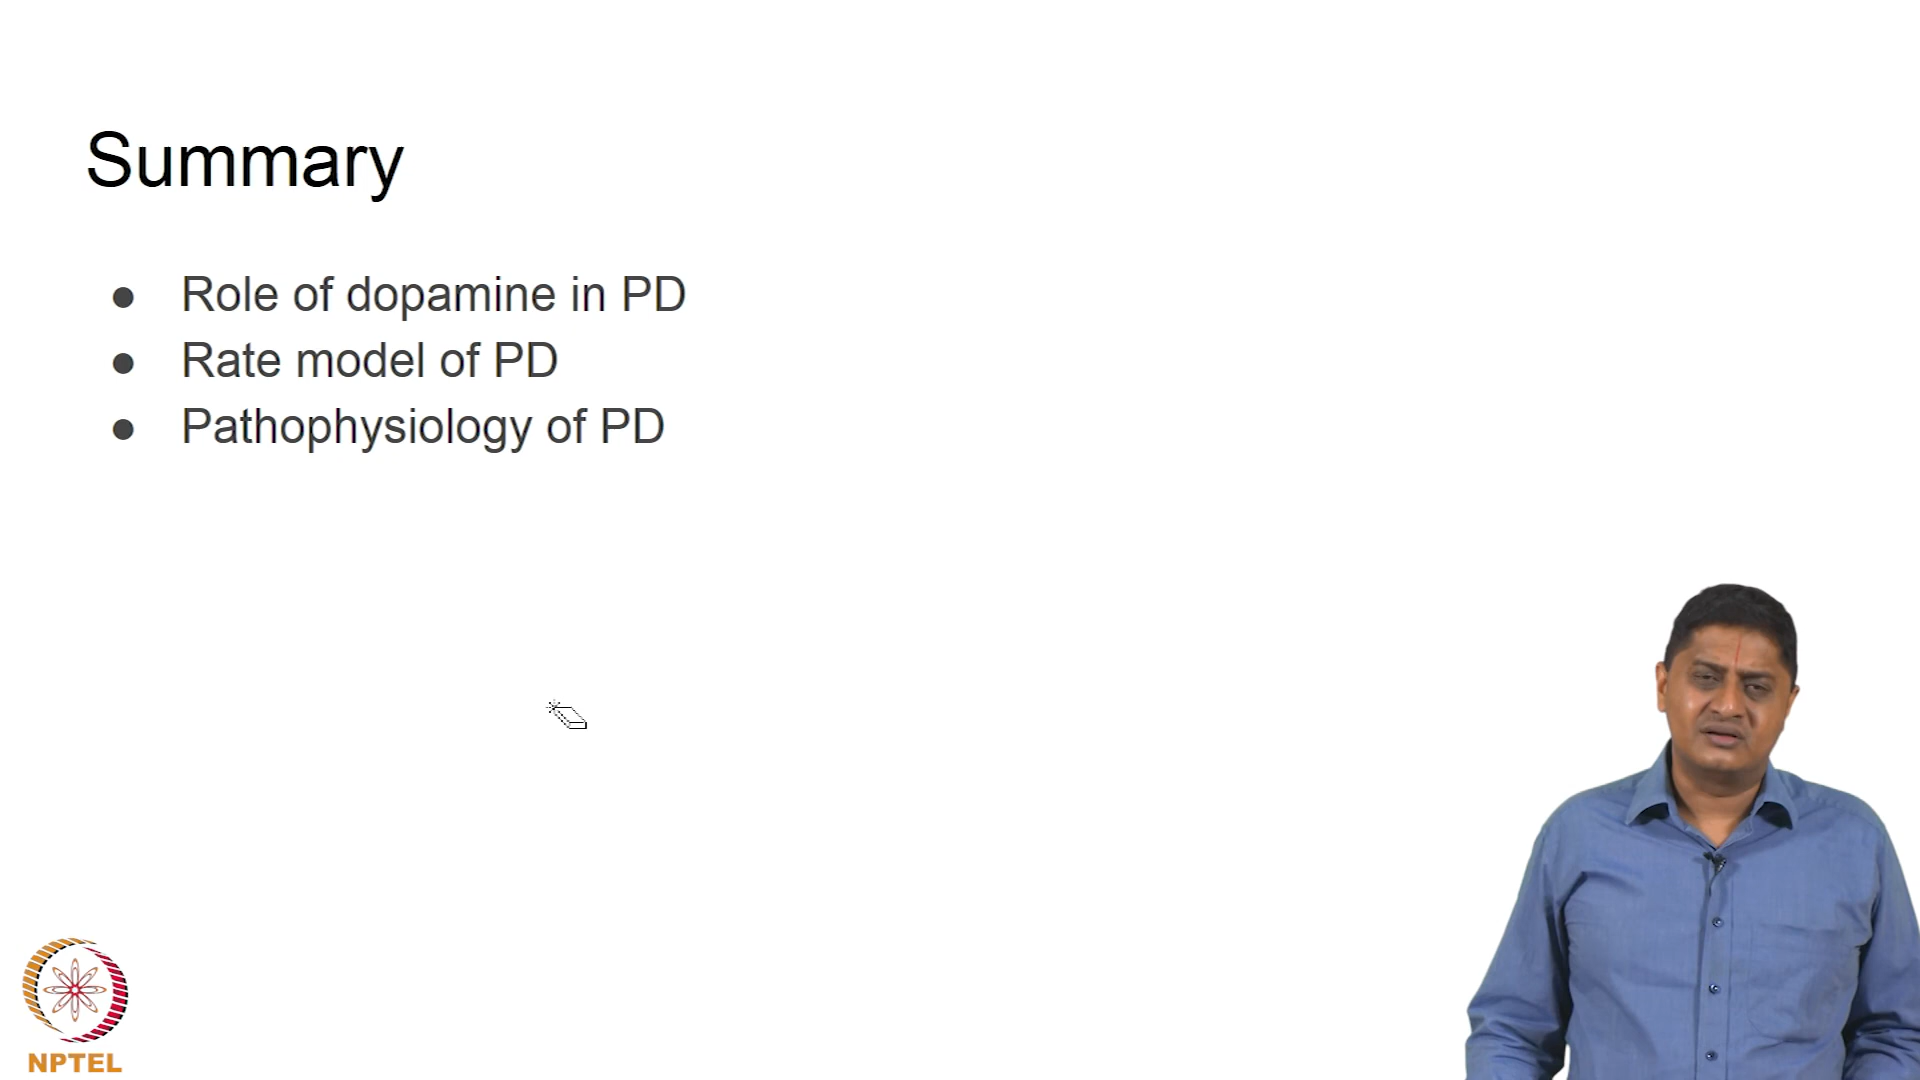 Summary
● Role of dopamine in PD
● Rate model of PD
● Pathophysiology of PD
NPTEL